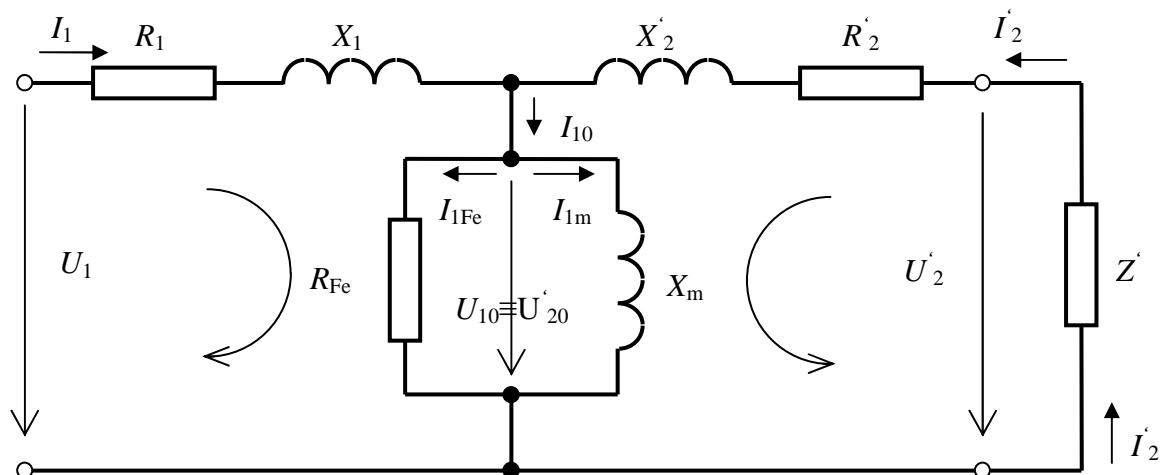 I1 R1 X1 X‘2 R‘2 I‘2
I10
I1Fe I1m
U1 RFe U10≡U‘20 Xm U‘2 Z‘
I‘2